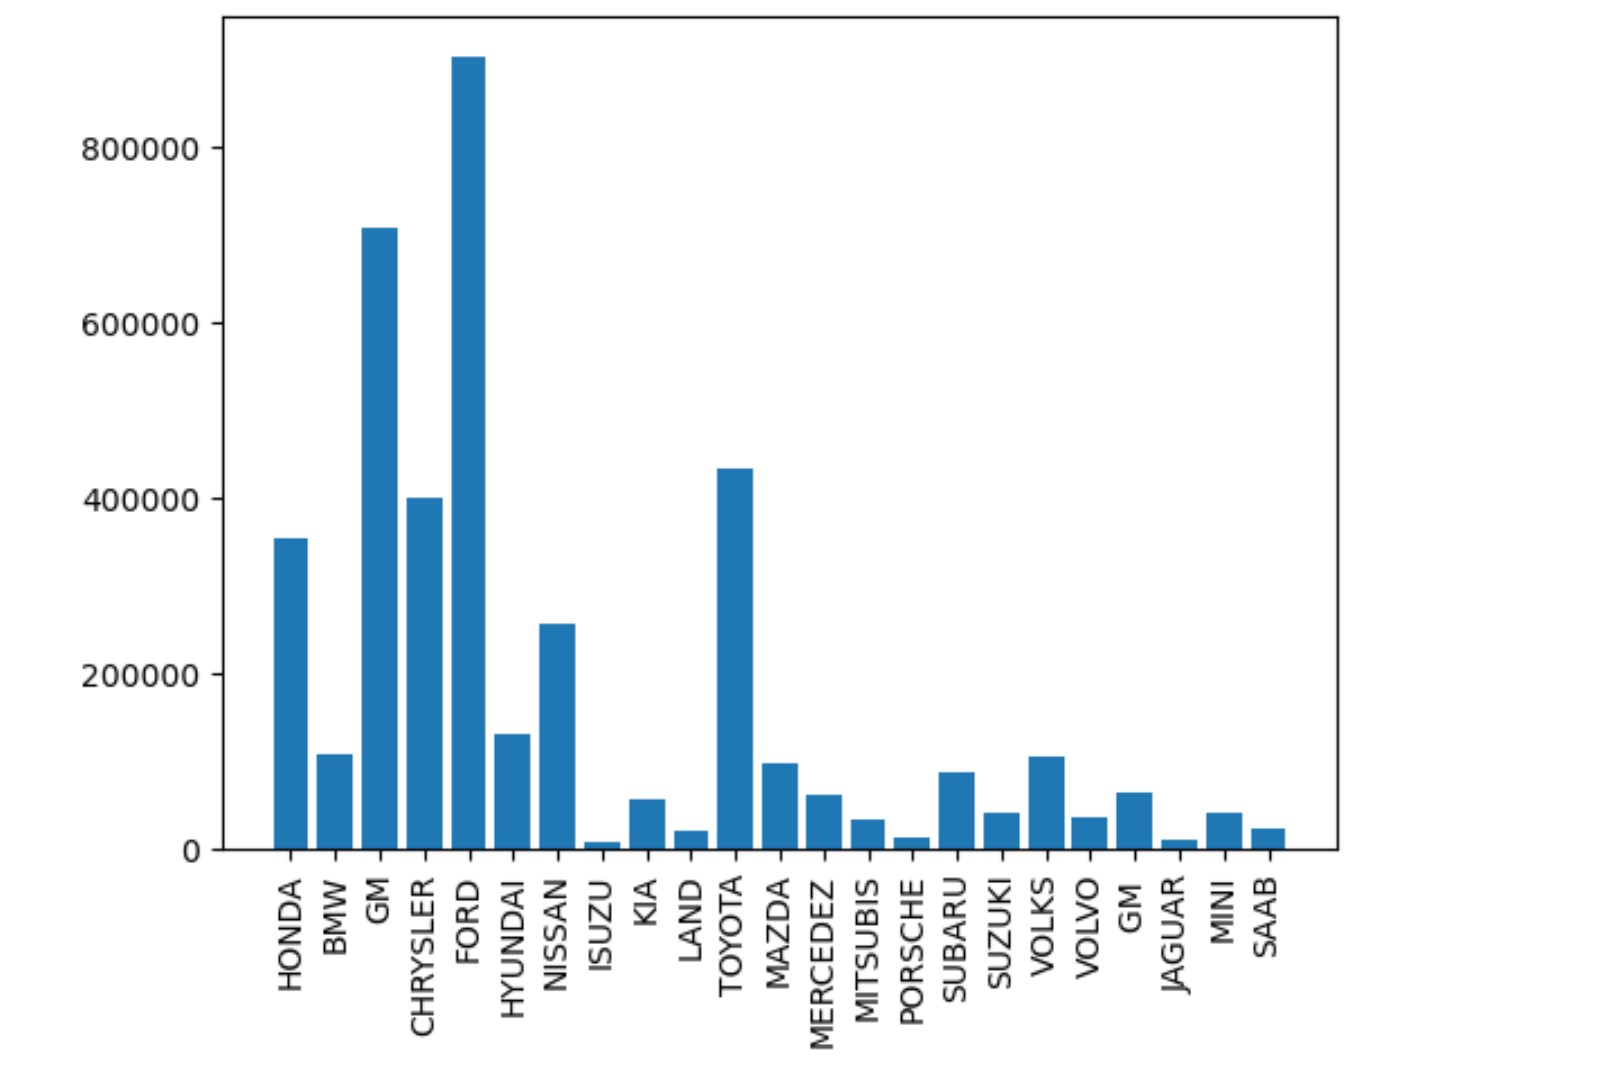 800000
600000
400000
200000
0
HONDA
BMW
GM
CHRYSLER
FORD
HYUNDAI
NISSAN
ISUZU
KIA
LAND
TOYOTA
MAZDA
MERCEDEZ
MITSUBIS
PORSCHE
SUBARU
SUZUKI
VOLKS
VOLVO
GM
JAGUAR
MINI
SAAB